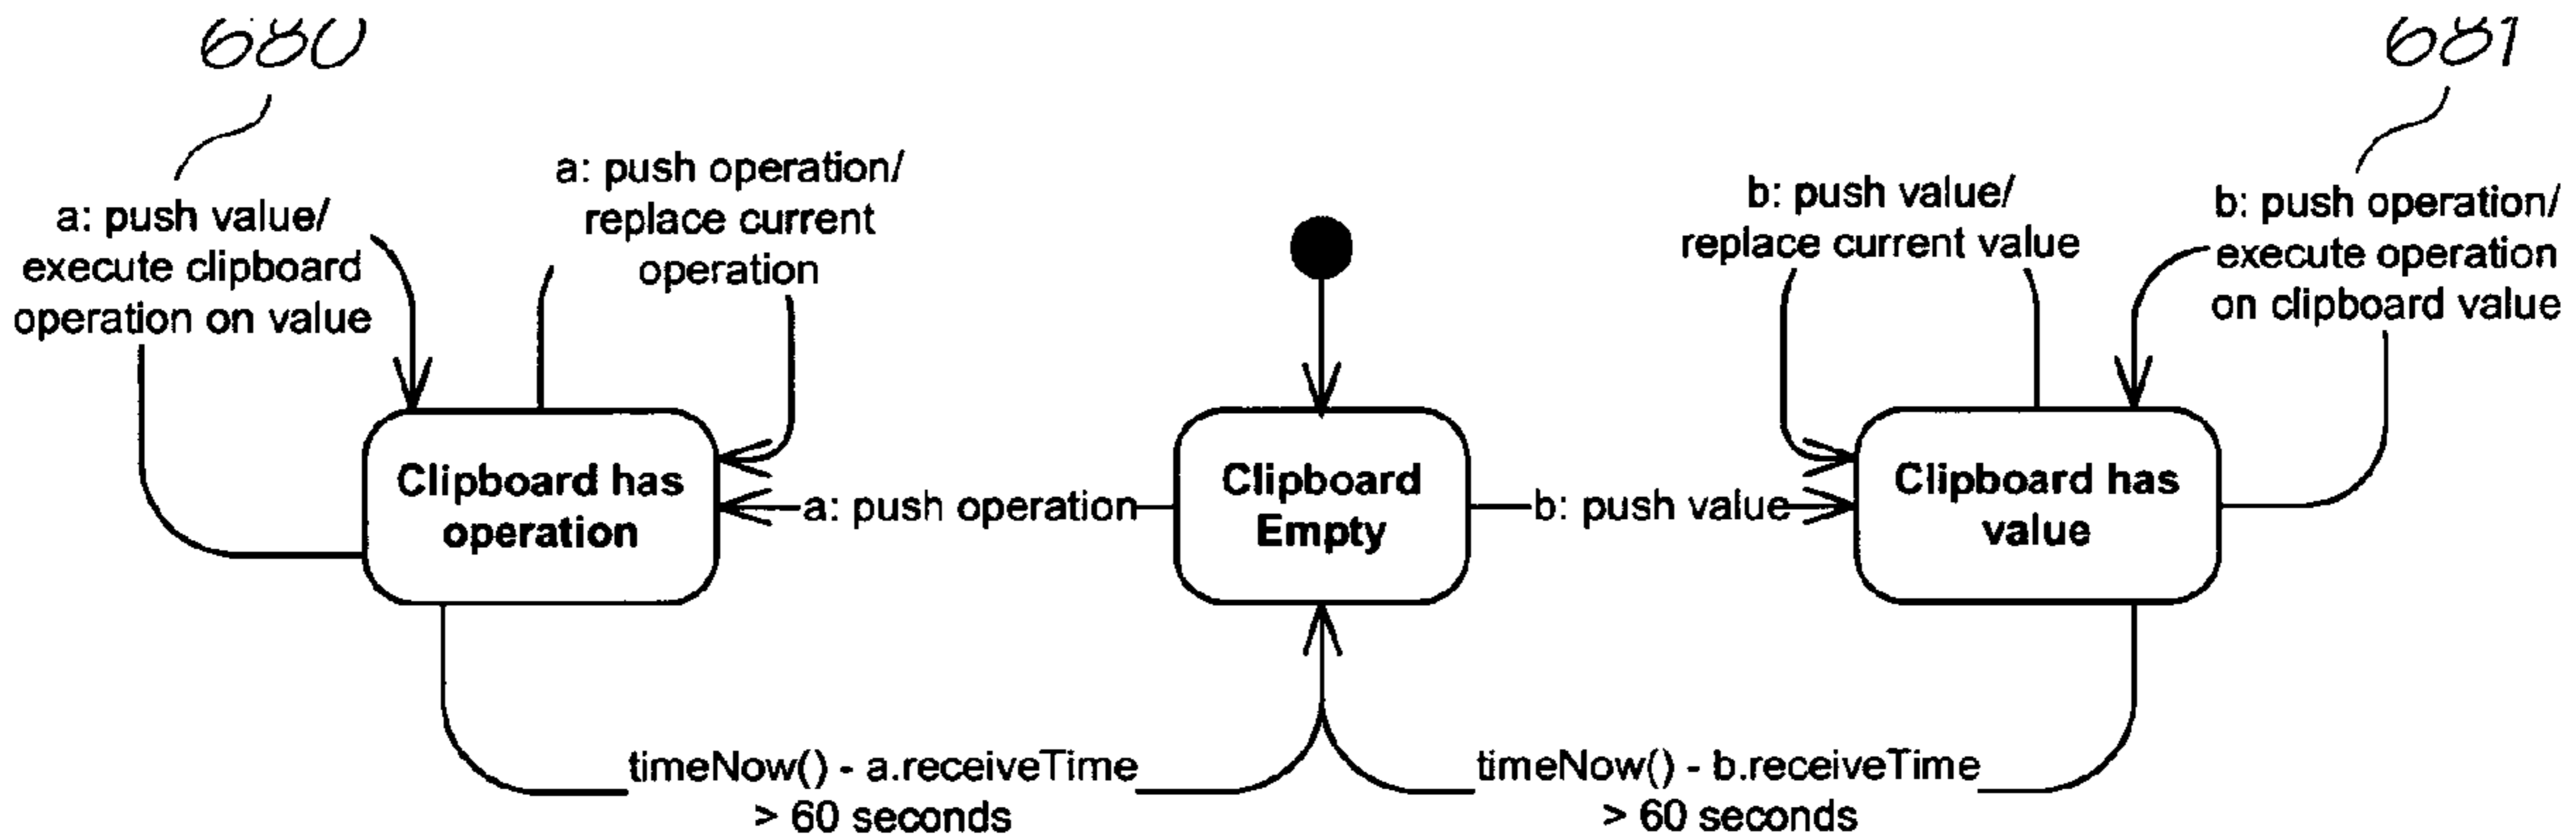 680
681
a: push value/
execute clipboard
operation on value
a: push operation/
replace current
operation
b: push value/
replace current value
b: push operation/
execute operation
on clipboard value
Clipboard has
operation
a: push operation
Clipboard
Empty
b: push value
Clipboard has
value
timeNow() - a.receiveTime
> 60 seconds
timeNow() - b.receiveTime
> 60 seconds